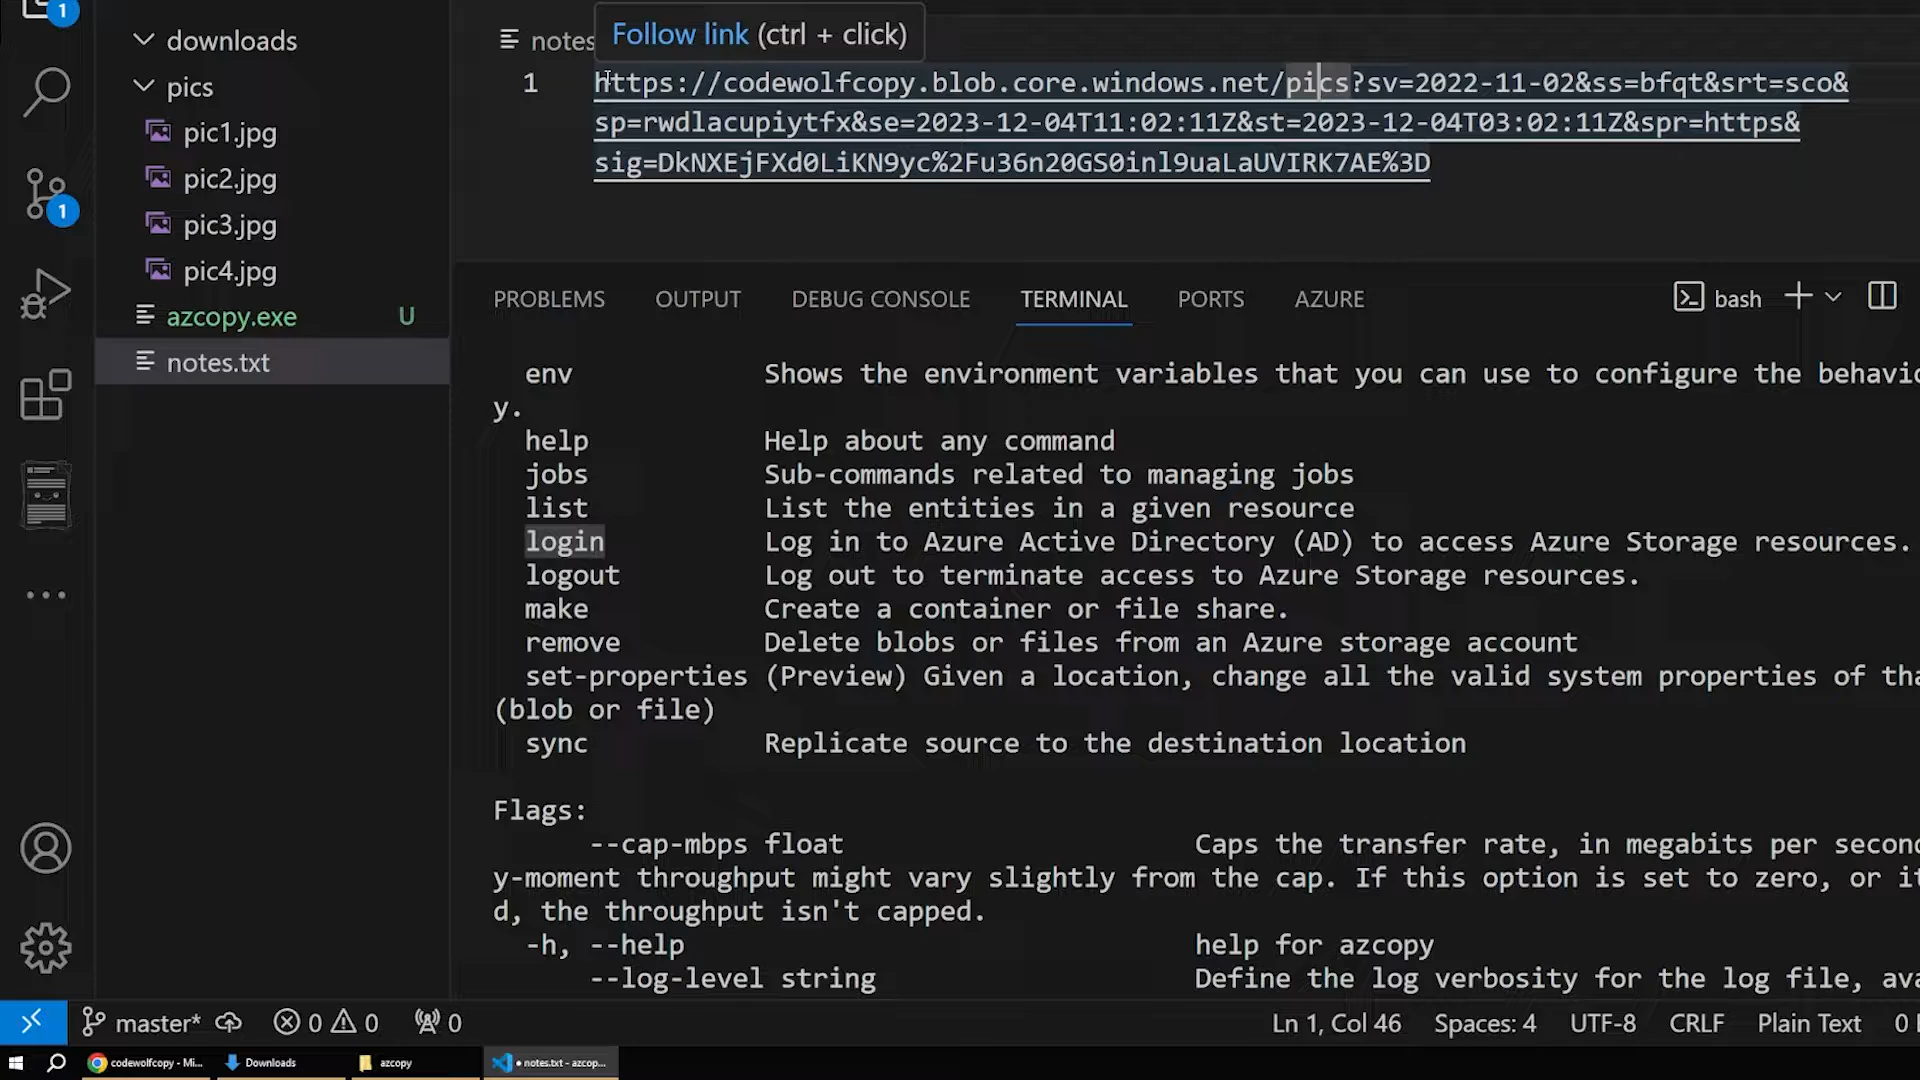 1
downloads
pics
pic1.jpg
pic2.jpg
pic3.jpg
pic4.jpg
azcopy.exe U
notes.txt
1
notes
Follow link (ctrl + click)
1 https://codewolfcopy.blob.core.windows.net/pics?sv=2022-11-02&ss=bfqt&srt=sco&
sp=rwdlacupiytfx&se=2023-12-04T11:02:11Z&st=2023-12-04T03:02:11Z&spr=https&
sig=DkNXEjFXd0LiKN9yc%2Fu36n20GS0inl9uaLaUVIRK7AE%3D
PROBLEMS OUTPUT DEBUG CONSOLE TERMINAL PORTS AZURE bash
env Shows the environment variables that you can use to configure the behavio
y.
help Help about any command
jobs Sub-commands related to managing jobs
list List the entities in a given resource
login Log in to Azure Active Directory (AD) to access Azure Storage resources.
logout Log out to terminate access to Azure Storage resources.
make Create a container or file share.
remove Delete blobs or files from an Azure storage account
set-properties (Preview) Given a location, change all the valid system properties of tha
(blob or file)
sync Replicate source to the destination location
Flags:
--cap-mbps float Caps the transfer rate, in megabits per second
y-moment throughput might vary slightly from the cap. If this option is set to zero, or it
d, the throughput isn't capped.
-h, --help help for azcopy
--log-level string Define the log verbosity for the log file, ava
master* 0 0 0 Ln 1, Col 46 Spaces: 4 UTF-8 CRLF Plain Text 0
codewolfcopy - Mi... Downloads azcopy notes.txt - azcop...